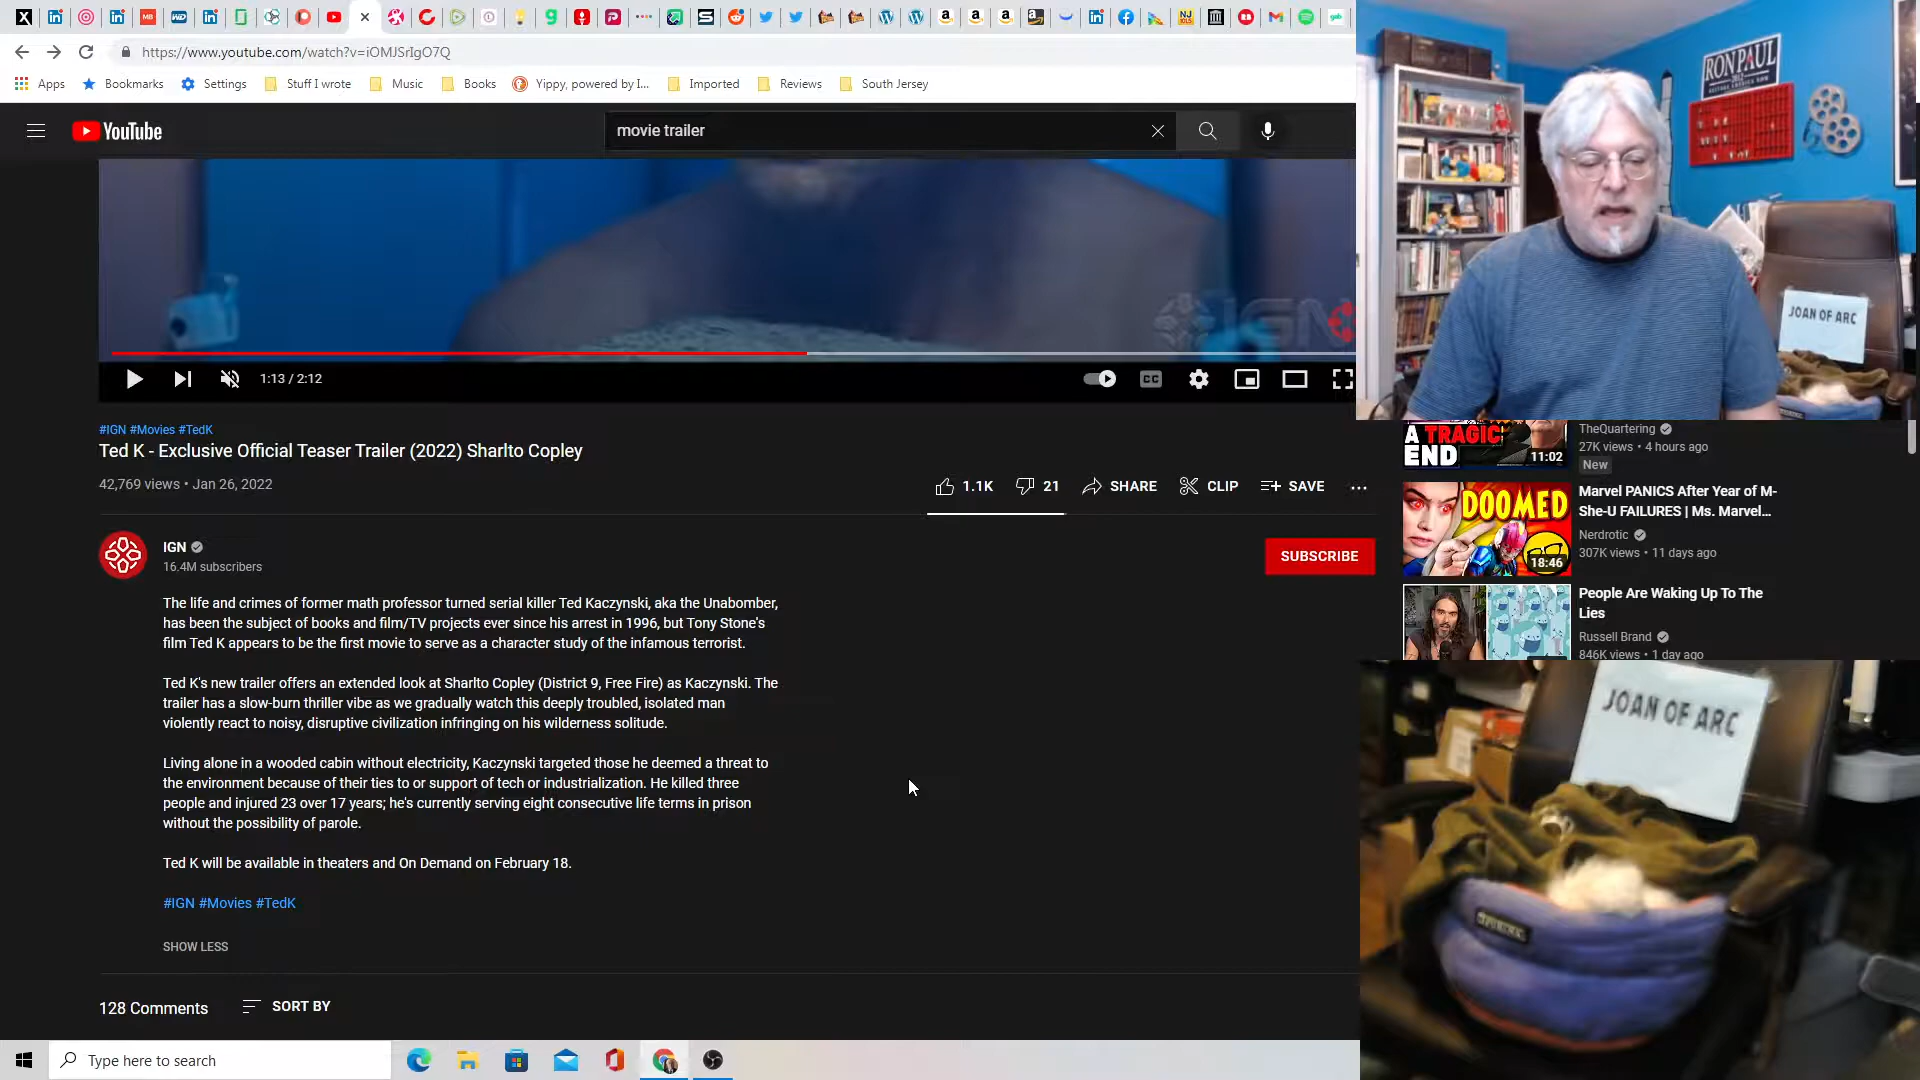 https://www.youtube.com/watch?v=iOMJSrIgO7Q
Apps
Bookmarks
Settings
Stuff I wrote
Music
Books
Yippy, powered by I...
Imported
Reviews
South Jersey
YouTube
movie trailer
RON PAUL
JOAN OF ARC
IGN
1:13 / 2:12
CC
#IGN #Movies #TedK
Ted K - Exclusive Official Teaser Trailer (2022) Sharlto Copley
42,769 views • Jan 26, 2022
1.1K
21
SHARE
CLIP
SAVE
IGN
16.4M subscribers
SUBSCRIBE
The life and crimes of former math professor turned serial killer Ted Kaczynski, aka the Unabomber,
has been the subject of books and film/TV projects ever since his arrest in 1996, but Tony Stone's
film Ted K appears to be the first movie to serve as a character study of the infamous terrorist.
Ted K's new trailer offers an extended look at Sharlto Copley (District 9, Free Fire) as Kaczynski. The
trailer has a slow-burn thriller vibe as we gradually watch this deeply troubled, isolated man
violently react to noisy, disruptive civilization infringing on his wilderness solitude.
Living alone in a wooded cabin without electricity, Kaczynski targeted those he deemed a threat to
the environment because of their ties to or support of tech or industrialization. He killed three
people and injured 23 over 17 years; he's currently serving eight consecutive life terms in prison
without the possibility of parole.
Ted K will be available in theaters and On Demand on February 18.
#IGN #Movies #TedK
SHOW LESS
128 Comments
SORT BY
A TRAGIC
END
11:02
TheQuartering
27K views • 4 hours ago
New
DOOMED
18:46
Marvel PANICS After Year of M-
She-U FAILURES | Ms. Marvel...
Nerdrotic
307K views • 11 days ago
People Are Waking Up To The
Lies
Russell Brand
846K views • 1 day ago
JOAN OF ARC
Type here to search